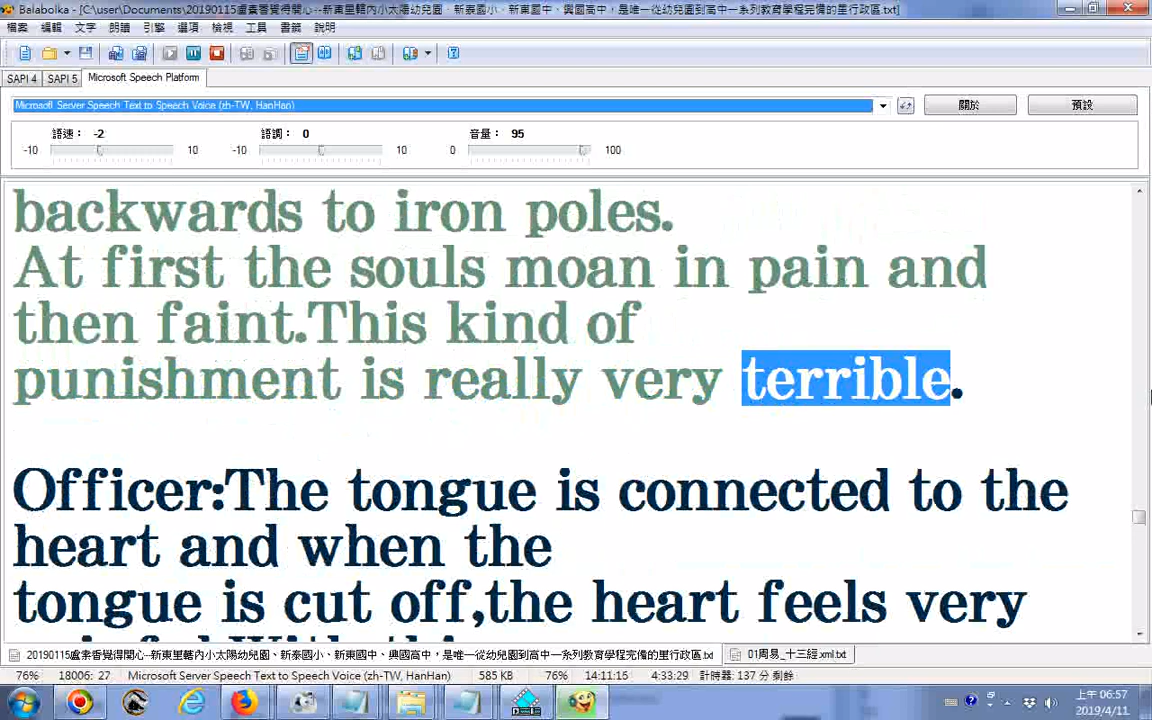 Balabolka - [C:\user\Documents\20190115盧素香覺得開心--新東里轄內小太陽幼兒園、新泰國小、新東國中、興國高中，是唯一從幼兒園到高中一系列教育學程完備的里行政區.txt]
檔案 編輯 文字 朗讀 引擎 選項 檢視 工具 書籤 說明
SAPI 4 SAPI 5 Microsoft Speech Platform
Microsoft Server Speech Text to Speech Voice (zh-TW, HanHan) 關於 預設
語速： -2 語調： 0 音量： 95
-10 10 -10 10 0 100
backwards to iron poles.
At first the souls moan in pain and
then faint.This kind of
punishment is really very terrible.
Officer:The tongue is connected to the
heart and when the
tongue is cut off,the heart feels very
20190115盧素香覺得開心--新東里轄內小太陽幼兒園、新泰國小、新東國中、興國高中，是唯一從幼兒園到高中一系列教育學程完備的里行政區.txt 01周易_十三經.txt
76% 18006: 27 Microsoft Server Speech Text to Speech Voice (zh-TW, HanHan) 585 KB 76% 14:11:15 4:33:29 計時器：137 分 剩餘
上午 06:57
2019/4/11